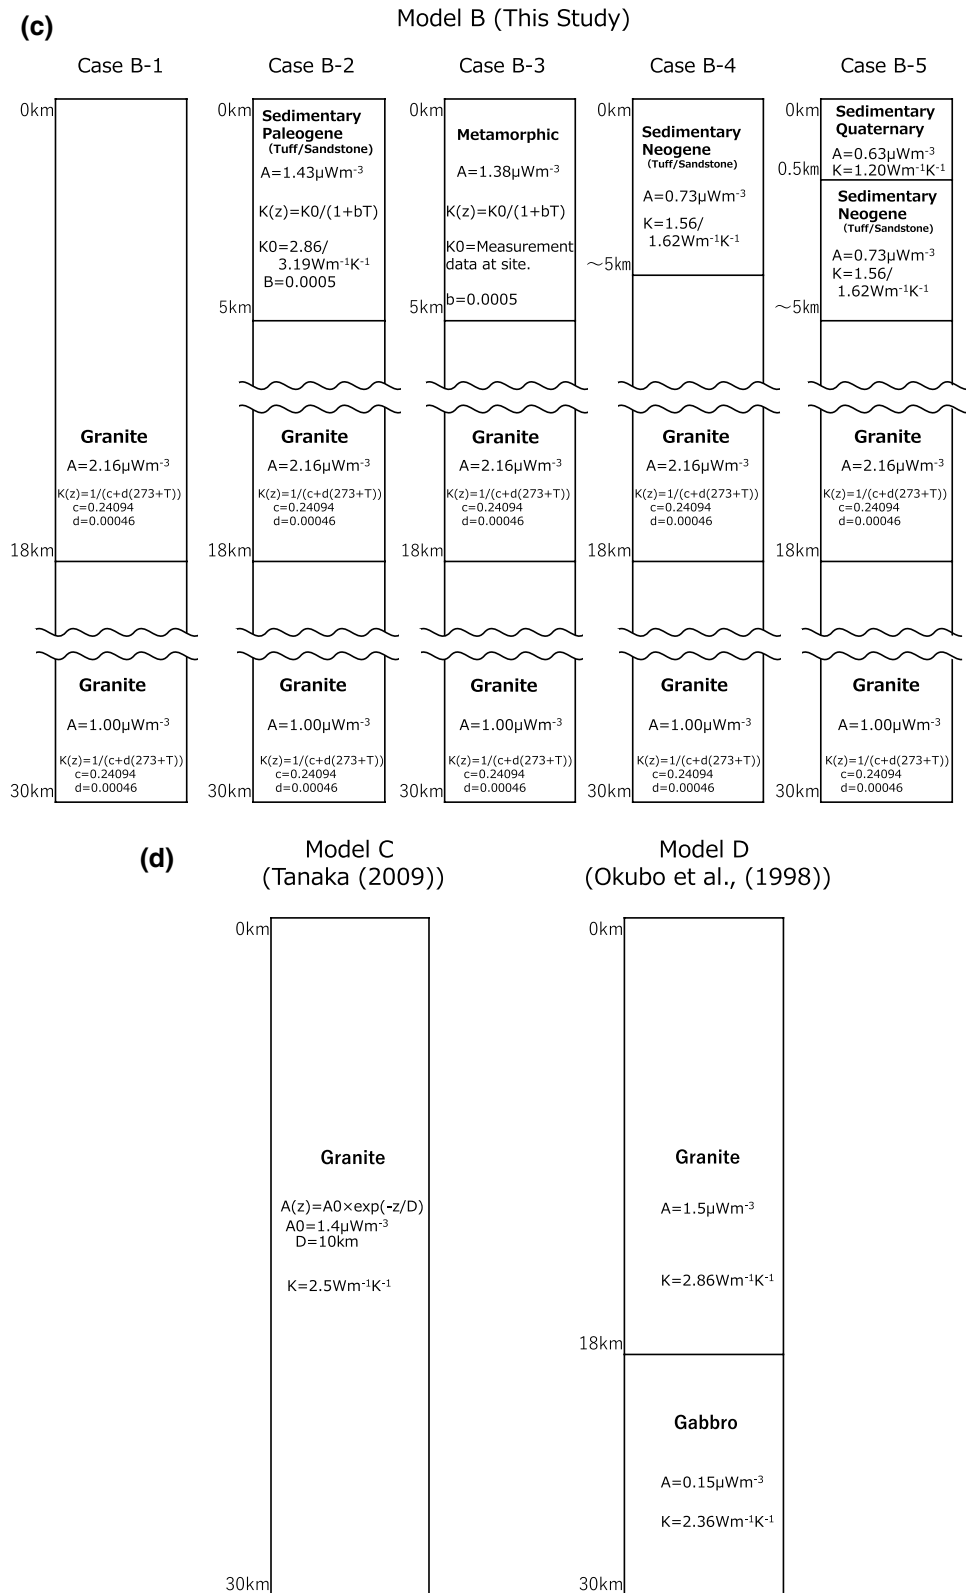 (c)
Model B (This Study)
Case B-1
0km
Granite
A=2.16μWm⁻³
K(z)=1/(c+d(273+T))
c=0.24094
d=0.00046
18km
Granite
A=1.00μWm⁻³
K(z)=1/(c+d(273+T))
c=0.24094
d=0.00046
30km
Case B-2
0km
Sedimentary
Paleogene
(Tuff/Sandstone)
A=1.43μWm⁻³
K(z)=K0/(1+bT)
K0=2.86/
3.19Wm⁻¹K⁻¹
B=0.0005
5km
Granite
A=2.16μWm⁻³
K(z)=1/(c+d(273+T))
c=0.24094
d=0.00046
18km
Granite
A=1.00μWm⁻³
K(z)=1/(c+d(273+T))
c=0.24094
d=0.00046
30km
Case B-3
0km
Metamorphic
A=1.38μWm⁻³
K(z)=K0/(1+bT)
K0=Measurement
data at site.
b=0.0005
5km
Granite
A=2.16μWm⁻³
K(z)=1/(c+d(273+T))
c=0.24094
d=0.00046
18km
Granite
A=1.00μWm⁻³
K(z)=1/(c+d(273+T))
c=0.24094
d=0.00046
30km
Case B-4
0km
Sedimentary
Neogene
(Tuff/Sandstone)
A=0.73μWm⁻³
K=1.56/
1.62Wm⁻¹K⁻¹
~5km
Granite
A=2.16μWm⁻³
K(z)=1/(c+d(273+T))
c=0.24094
d=0.00046
18km
Granite
A=1.00μWm⁻³
K(z)=1/(c+d(273+T))
c=0.24094
d=0.00046
30km
Case B-5
0km
Sedimentary
Quaternary
A=0.63μWm⁻³
K=1.20Wm⁻¹K⁻¹
0.5km
Sedimentary
Neogene
(Tuff/Sandstone)
A=0.73μWm⁻³
K=1.56/
1.62Wm⁻¹K⁻¹
~5km
Granite
A=2.16μWm⁻³
K(z)=1/(c+d(273+T))
c=0.24094
d=0.00046
18km
Granite
A=1.00μWm⁻³
K(z)=1/(c+d(273+T))
c=0.24094
d=0.00046
30km
(d)
Model C
(Tanaka (2009))
0km
Granite
A(z)=A0×exp(-z/D)
A0=1.4μWm⁻³
D=10km
K=2.5Wm⁻¹K⁻¹
30km
Model D
(Okubo et al., (1998))
0km
Granite
A=1.5μWm⁻³
K=2.86Wm⁻¹K⁻¹
18km
Gabbro
A=0.15μWm⁻³
K=2.36Wm⁻¹K⁻¹
30km